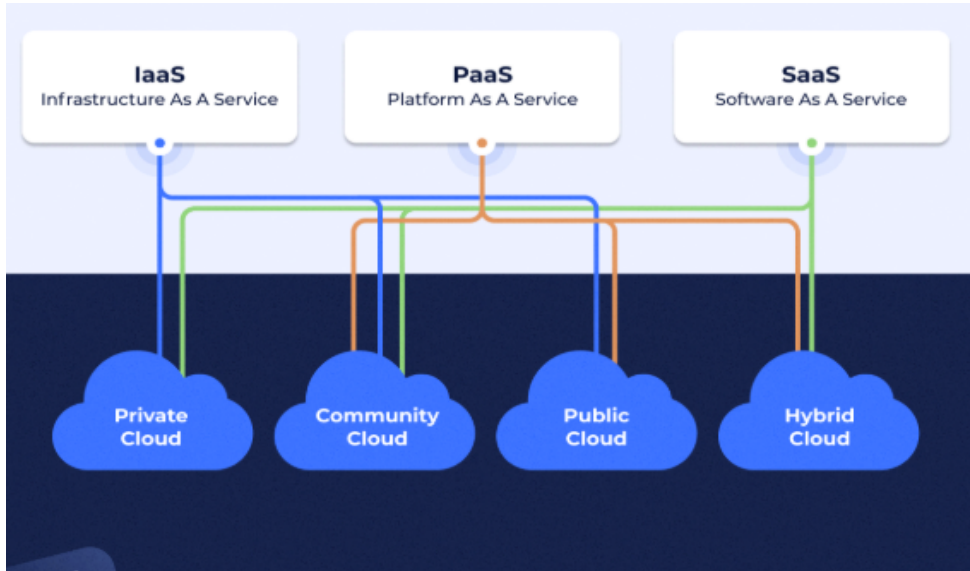 IaaS
Infrastructure As A Service
PaaS
Platform As A Service
SaaS
Software As A Service
Private
Cloud
Community
Cloud
Public
Cloud
Hybrid
Cloud